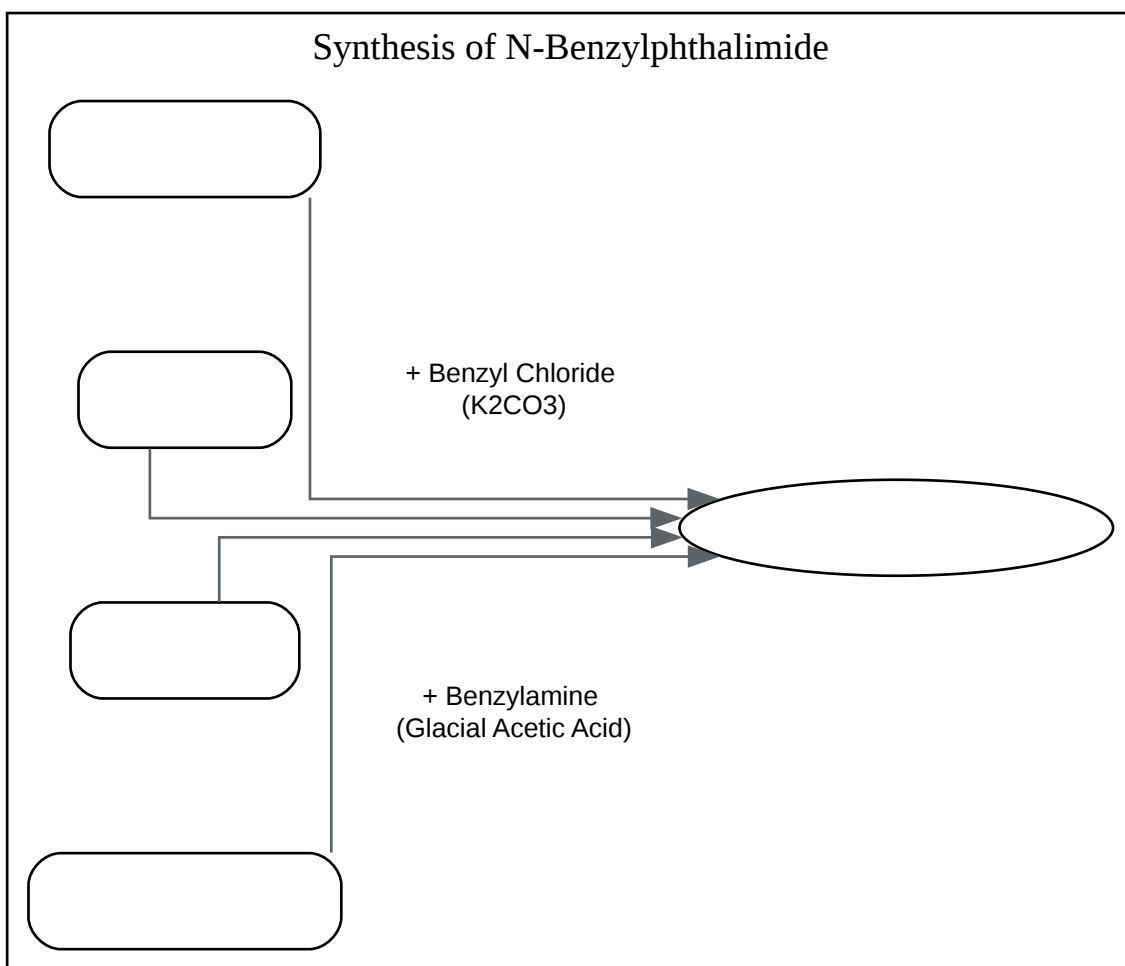 Synthesis of N-Benzylphthalimide
+ Benzyl Chloride
(K2CO3)
+ Benzylamine
(Glacial Acetic Acid)